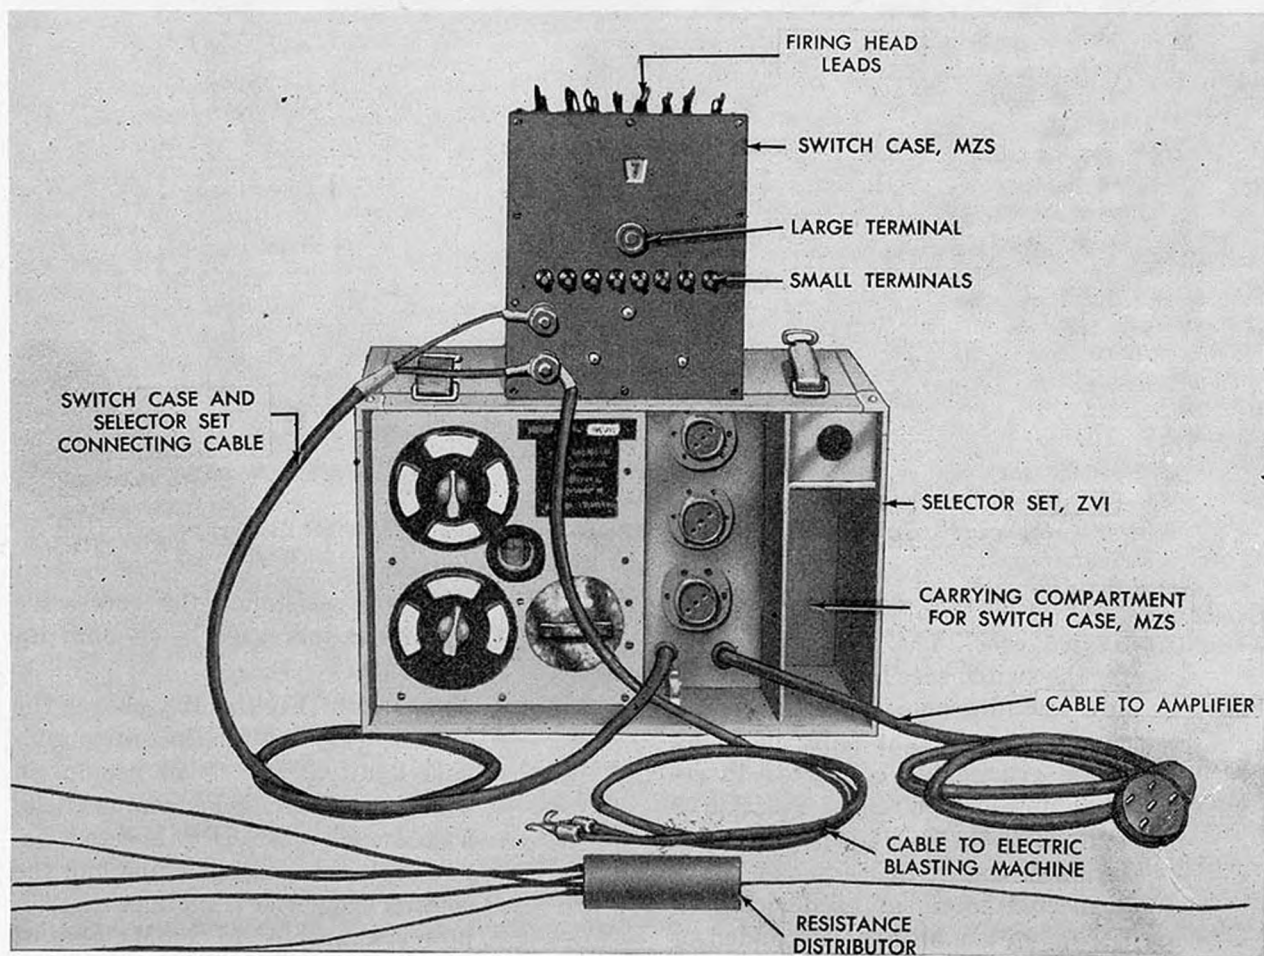 FIRING HEAD
LEADS
SWITCH CASE, MZS
7
LARGE TERMINAL
SMALL TERMINALS
SWITCH CASE AND
SELECTOR SET
CONNECTING CABLE
SELECTOR SET, ZVI
CARRYING COMPARTMENT
FOR SWITCH CASE, MZS
CABLE TO AMPLIFIER
CABLE TO ELECTRIC
BLASTING MACHINE
RESISTANCE
DISTRIBUTOR